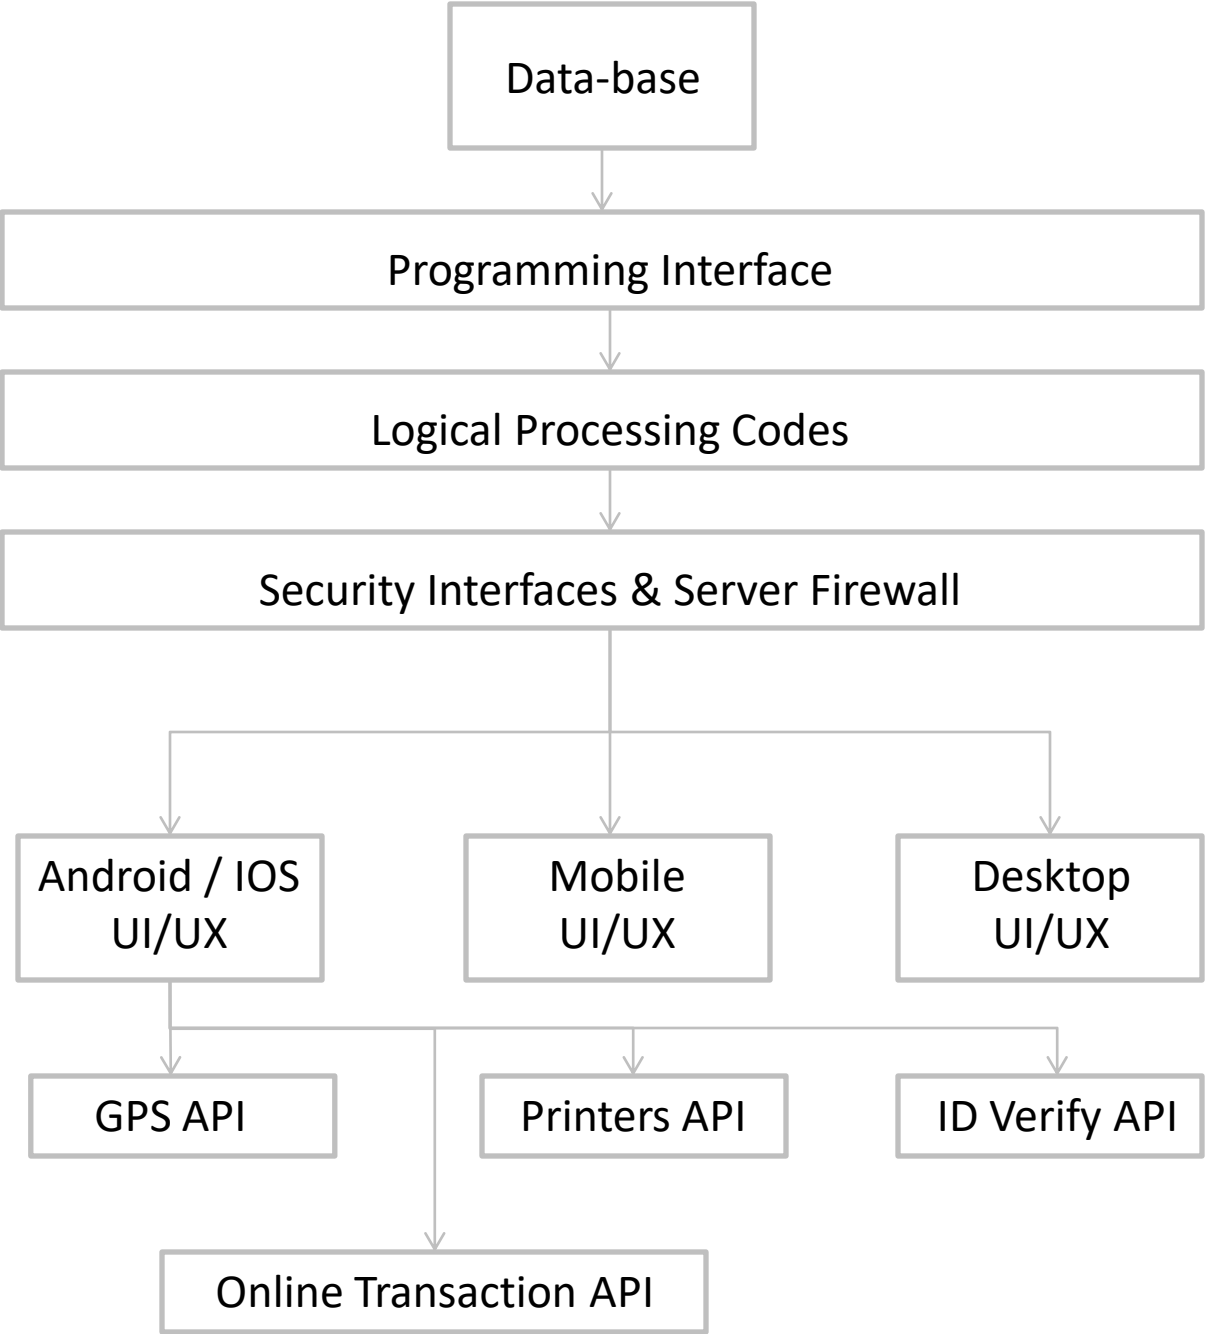 Data-base
Programming Interface
Logical Processing Codes
Security Interfaces & Server Firewall
Android / IOS
UI/UX
Mobile
UI/UX
Desktop
UI/UX
GPS API
Printers API
ID Verify API
Online Transaction API